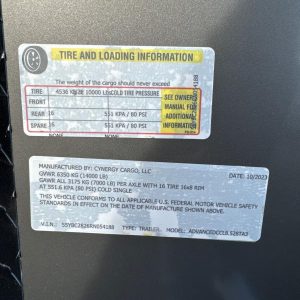 TIRE AND LOADING INFORMATION
The weight of the cargo should never exceed
4536 KG OR 10000 Lbs
TIRE COLD TIRE PRESSURE
FRONT
REAR 16 551 KPA / 80 PSI
SPARE 16 551 KPA / 80 PSI
SEE OWNERS
MANUAL FOR
ADDITIONAL
INFORMATION
MANUFACTURED BY: CYNERGY CARGO, LLC DATE: 10/2023
GVWR 6350 KG (14000 LB)
GAWR ALL 3175 KG (7000 LB) PER AXLE WITH 16 TIRE 16x8 RIM
AT 551.6 KPA (80 PSI) COLD SINGLE
THIS VEHICLE CONFORMS TO ALL APPLICABLE U.S. FEDERAL MOTOR VEHICLE SAFETY
STANDARDS IN EFFECT ON DATE OF MANUFACTURE SHOWN ABOVE.
V.I.N.: TYPE: TRAILER MODEL: